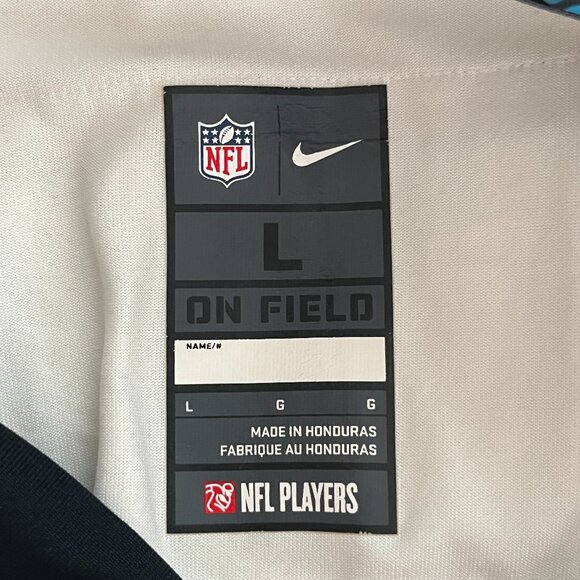 NFL
L
ON FIELD
NAME/#
L G G
MADE IN HONDURAS
FABRIQUE AU HONDURAS
NFL PLAYERS